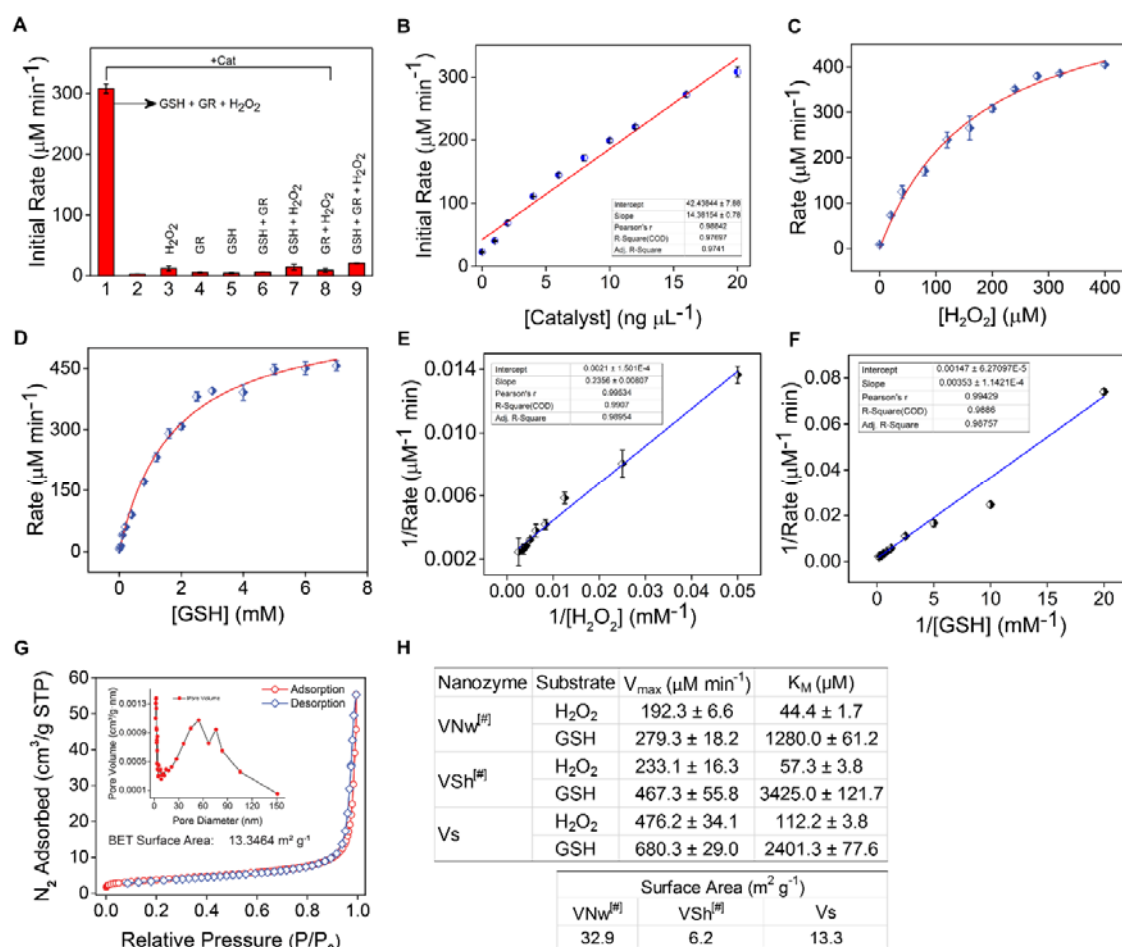 A
+Cat
GSH + GR + H₂O₂
H₂O₂
GR
GSH
GSH + GR
GSH + H₂O₂
GR + H₂O₂
GSH + GR + H₂O₂
Initial Rate (µM min⁻¹)
300
200
100
0
1 2 3 4 5 6 7 8 9
B
Initial Rate (µM min⁻¹)
300
200
100
0
Intercept 42.43844 ± 7.88
Slope 14.38154 ± 0.78
Pearson's r 0.98842
R-Square(COD) 0.97697
Adj. R-Square 0.9741
0 5 10 15 20
[Catalyst] (ng µL⁻¹)
C
Rate (µM min⁻¹)
400
300
200
100
0
0 100 200 300 400
[H₂O₂] (µM)
D
Rate (µM min⁻¹)
450
300
150
0
0 2 4 6 8
[GSH] (mM)
E
1/Rate (µM⁻¹ min)
0.014
0.010
0.006
0.002
Intercept 0.0021 ± 1.501E-4
Slope 0.2356 ± 0.00807
Pearson's r 0.99534
R-Square(COD) 0.9907
Adj. R-Square 0.98954
0.00 0.01 0.02 0.03 0.04 0.05
1/[H₂O₂] (mM⁻¹)
F
1/Rate (µM⁻¹ min)
0.08
0.06
0.04
0.02
0.00
Intercept 0.00147 ± 6.27097E-5
Slope 0.00353 ± 1.1421E-4
Pearson's r 0.99429
R-Square(COD) 0.9886
Adj. R-Square 0.98757
0 5 10 15 20
1/[GSH] (mM⁻¹)
G
N₂ Adsorbed (cm³/g STP)
60
50
40
30
20
10
0
Adsorption
Desorption
Pore Volume
Pore Volume (cm³/g nm)
0.0013
0.0009
0.0005
0.0001
0 30 60 90 120 150
Pore Diameter (nm)
BET Surface Area: 13.3464 m² g⁻¹
0.0 0.2 0.4 0.6 0.8 1.0
Relative Pressure (P/P₀)
H
Nanozyme Substrate Vmax (µM min⁻¹) KM (µM)
VNw[#] H₂O₂ 192.3 ± 6.6 44.4 ± 1.7
GSH 279.3 ± 18.2 1280.0 ± 61.2
VSh[#] H₂O₂ 233.1 ± 16.3 57.3 ± 3.8
GSH 467.3 ± 55.8 3425.0 ± 121.7
Vs H₂O₂ 476.2 ± 34.1 112.2 ± 3.8
GSH 680.3 ± 29.0 2401.3 ± 77.6
Surface Area (m² g⁻¹)
VNw[#] VSh[#] Vs
32.9 6.2 13.3